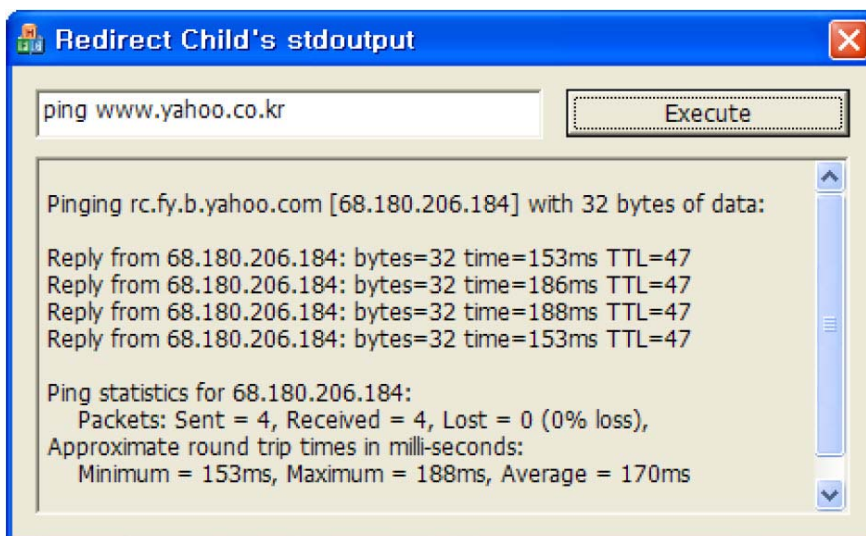 Redirect Child's stdoutput
ping www.yahoo.co.kr
Execute
Pinging rc.fy.b.yahoo.com [68.180.206.184] with 32 bytes of data:
Reply from 68.180.206.184: bytes=32 time=153ms TTL=47
Reply from 68.180.206.184: bytes=32 time=186ms TTL=47
Reply from 68.180.206.184: bytes=32 time=188ms TTL=47
Reply from 68.180.206.184: bytes=32 time=153ms TTL=47
Ping statistics for 68.180.206.184:
Packets: Sent = 4, Received = 4, Lost = 0 (0% loss),
Approximate round trip times in milli-seconds:
Minimum = 153ms, Maximum = 188ms, Average = 170ms